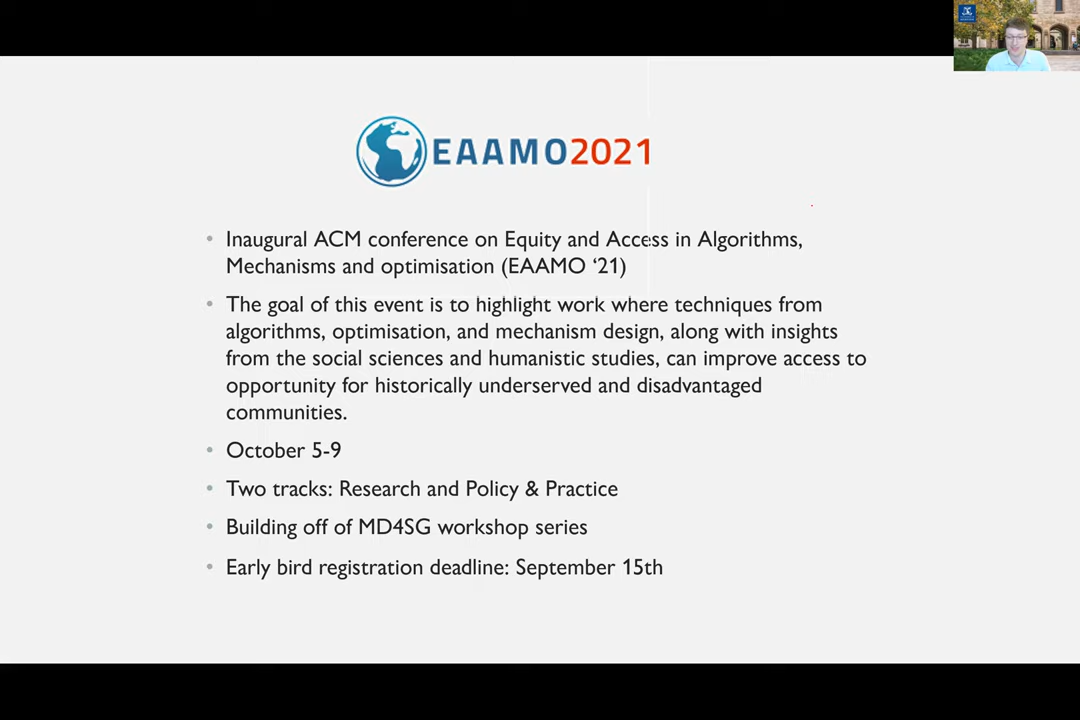 EAAMO2021
• Inaugural ACM conference on Equity and Access in Algorithms,
Mechanisms and optimisation (EAAMO ‘21)
• The goal of this event is to highlight work where techniques from
algorithms, optimisation, and mechanism design, along with insights
from the social sciences and humanistic studies, can improve access to
opportunity for historically underserved and disadvantaged
communities.
• October 5-9
• Two tracks: Research and Policy & Practice
• Building off of MD4SG workshop series
• Early bird registration deadline: September 15th